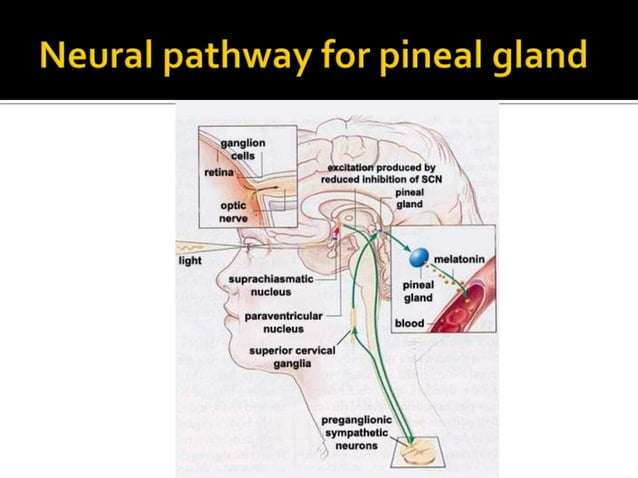 Neural pathway for pineal gland
ganglion
cells
retina
optic
nerve
excitation produced by
reduced inhibition of SCN
pineal
gland
light
melatonin
suprachiasmatic
nucleus
pineal
gland
paraventricular
nucleus
blood
superior cervical
ganglia
preganglionic
sympathetic
neurons